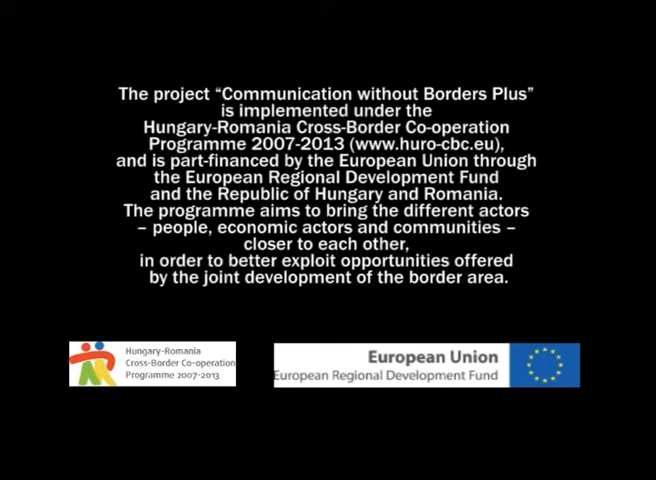 The project “Communication without Borders Plus”
is implemented under the
Hungary-Romania Cross-Border Co-operation
Programme 2007-2013 (www.huro-cbc.eu),
and is part-financed by the European Union through
the European Regional Development Fund
and the Republic of Hungary and Romania.
The programme aims to bring the different actors
– people, economic actors and communities –
closer to each other,
in order to better exploit opportunities offered
by the joint development of the border area.
Hungary-Romania
Cross-Border Co-operation
Programme 2007-2013
European Union
European Regional Development Fund